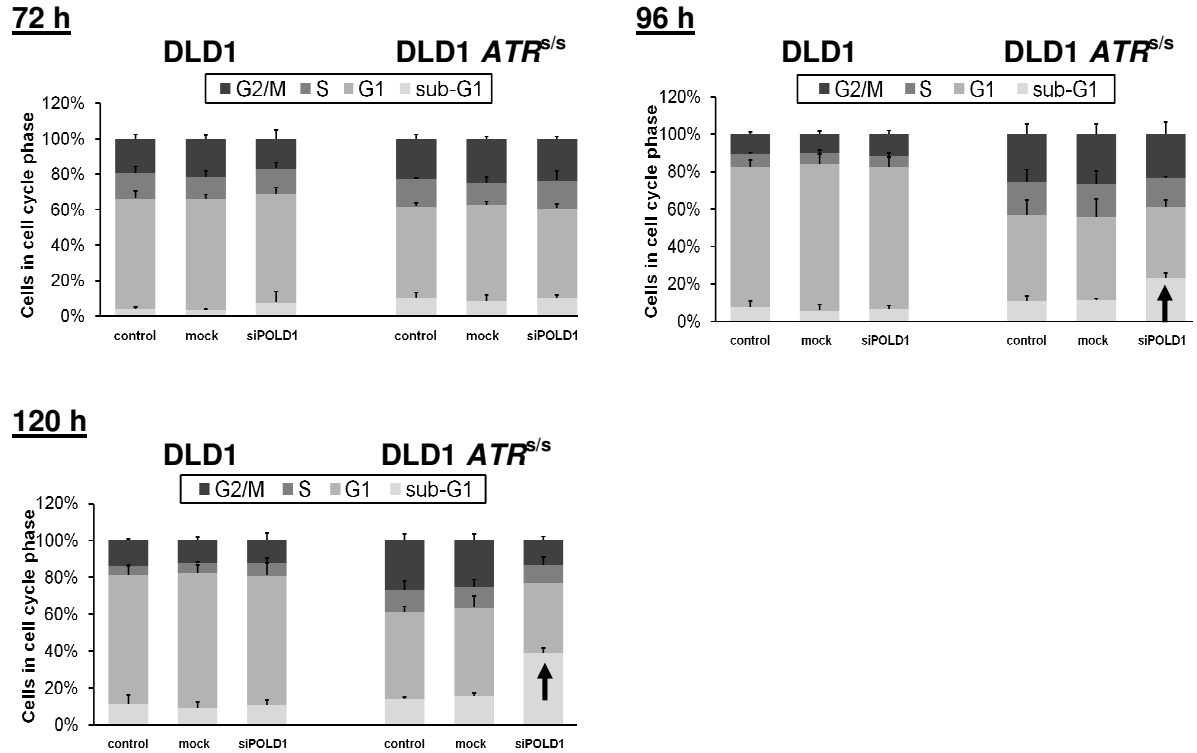 72 h
DLD1 DLD1 ATRs/s
G2/M S G1 sub-G1
Cells in cell cycle phase
120%
100%
80%
60%
40%
20%
0%
control mock siPOLD1 control mock siPOLD1
96 h
DLD1 DLD1 ATRs/s
G2/M S G1 sub-G1
Cells in cell cycle phase
120%
100%
80%
60%
40%
20%
0%
control mock siPOLD1 control mock siPOLD1
120 h
DLD1 DLD1 ATRs/s
G2/M S G1 sub-G1
Cells in cell cycle phase
120%
100%
80%
60%
40%
20%
0%
control mock siPOLD1 control mock siPOLD1